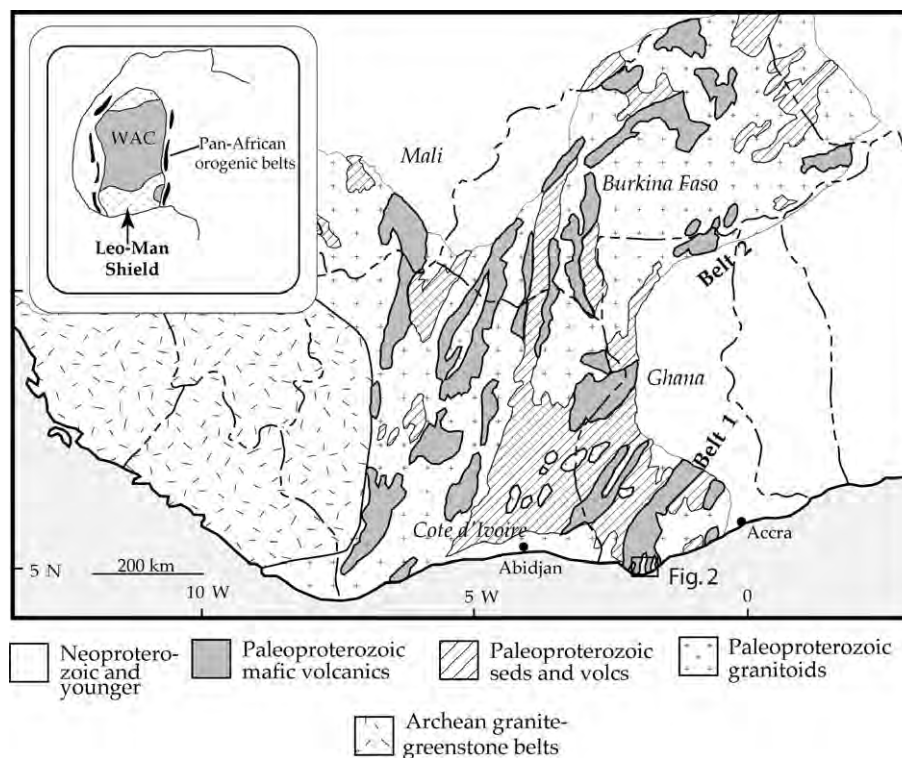 WAC
Pan-African
orogenic belts
Leo-Man
Shield
Mali
Burkina Faso
Belt 2
Ghana
Belt 1
Cote d'Ivoire
Accra
Abidjan
Fig. 2
5 N
200 km
10 W
5 W
0
Neoprotero-
zoic and
younger
Paleoproterozoic
mafic volcanics
Paleoproterozoic
seds and volcs
Paleoproterozoic
granitoids
Archean granite-
greenstone belts